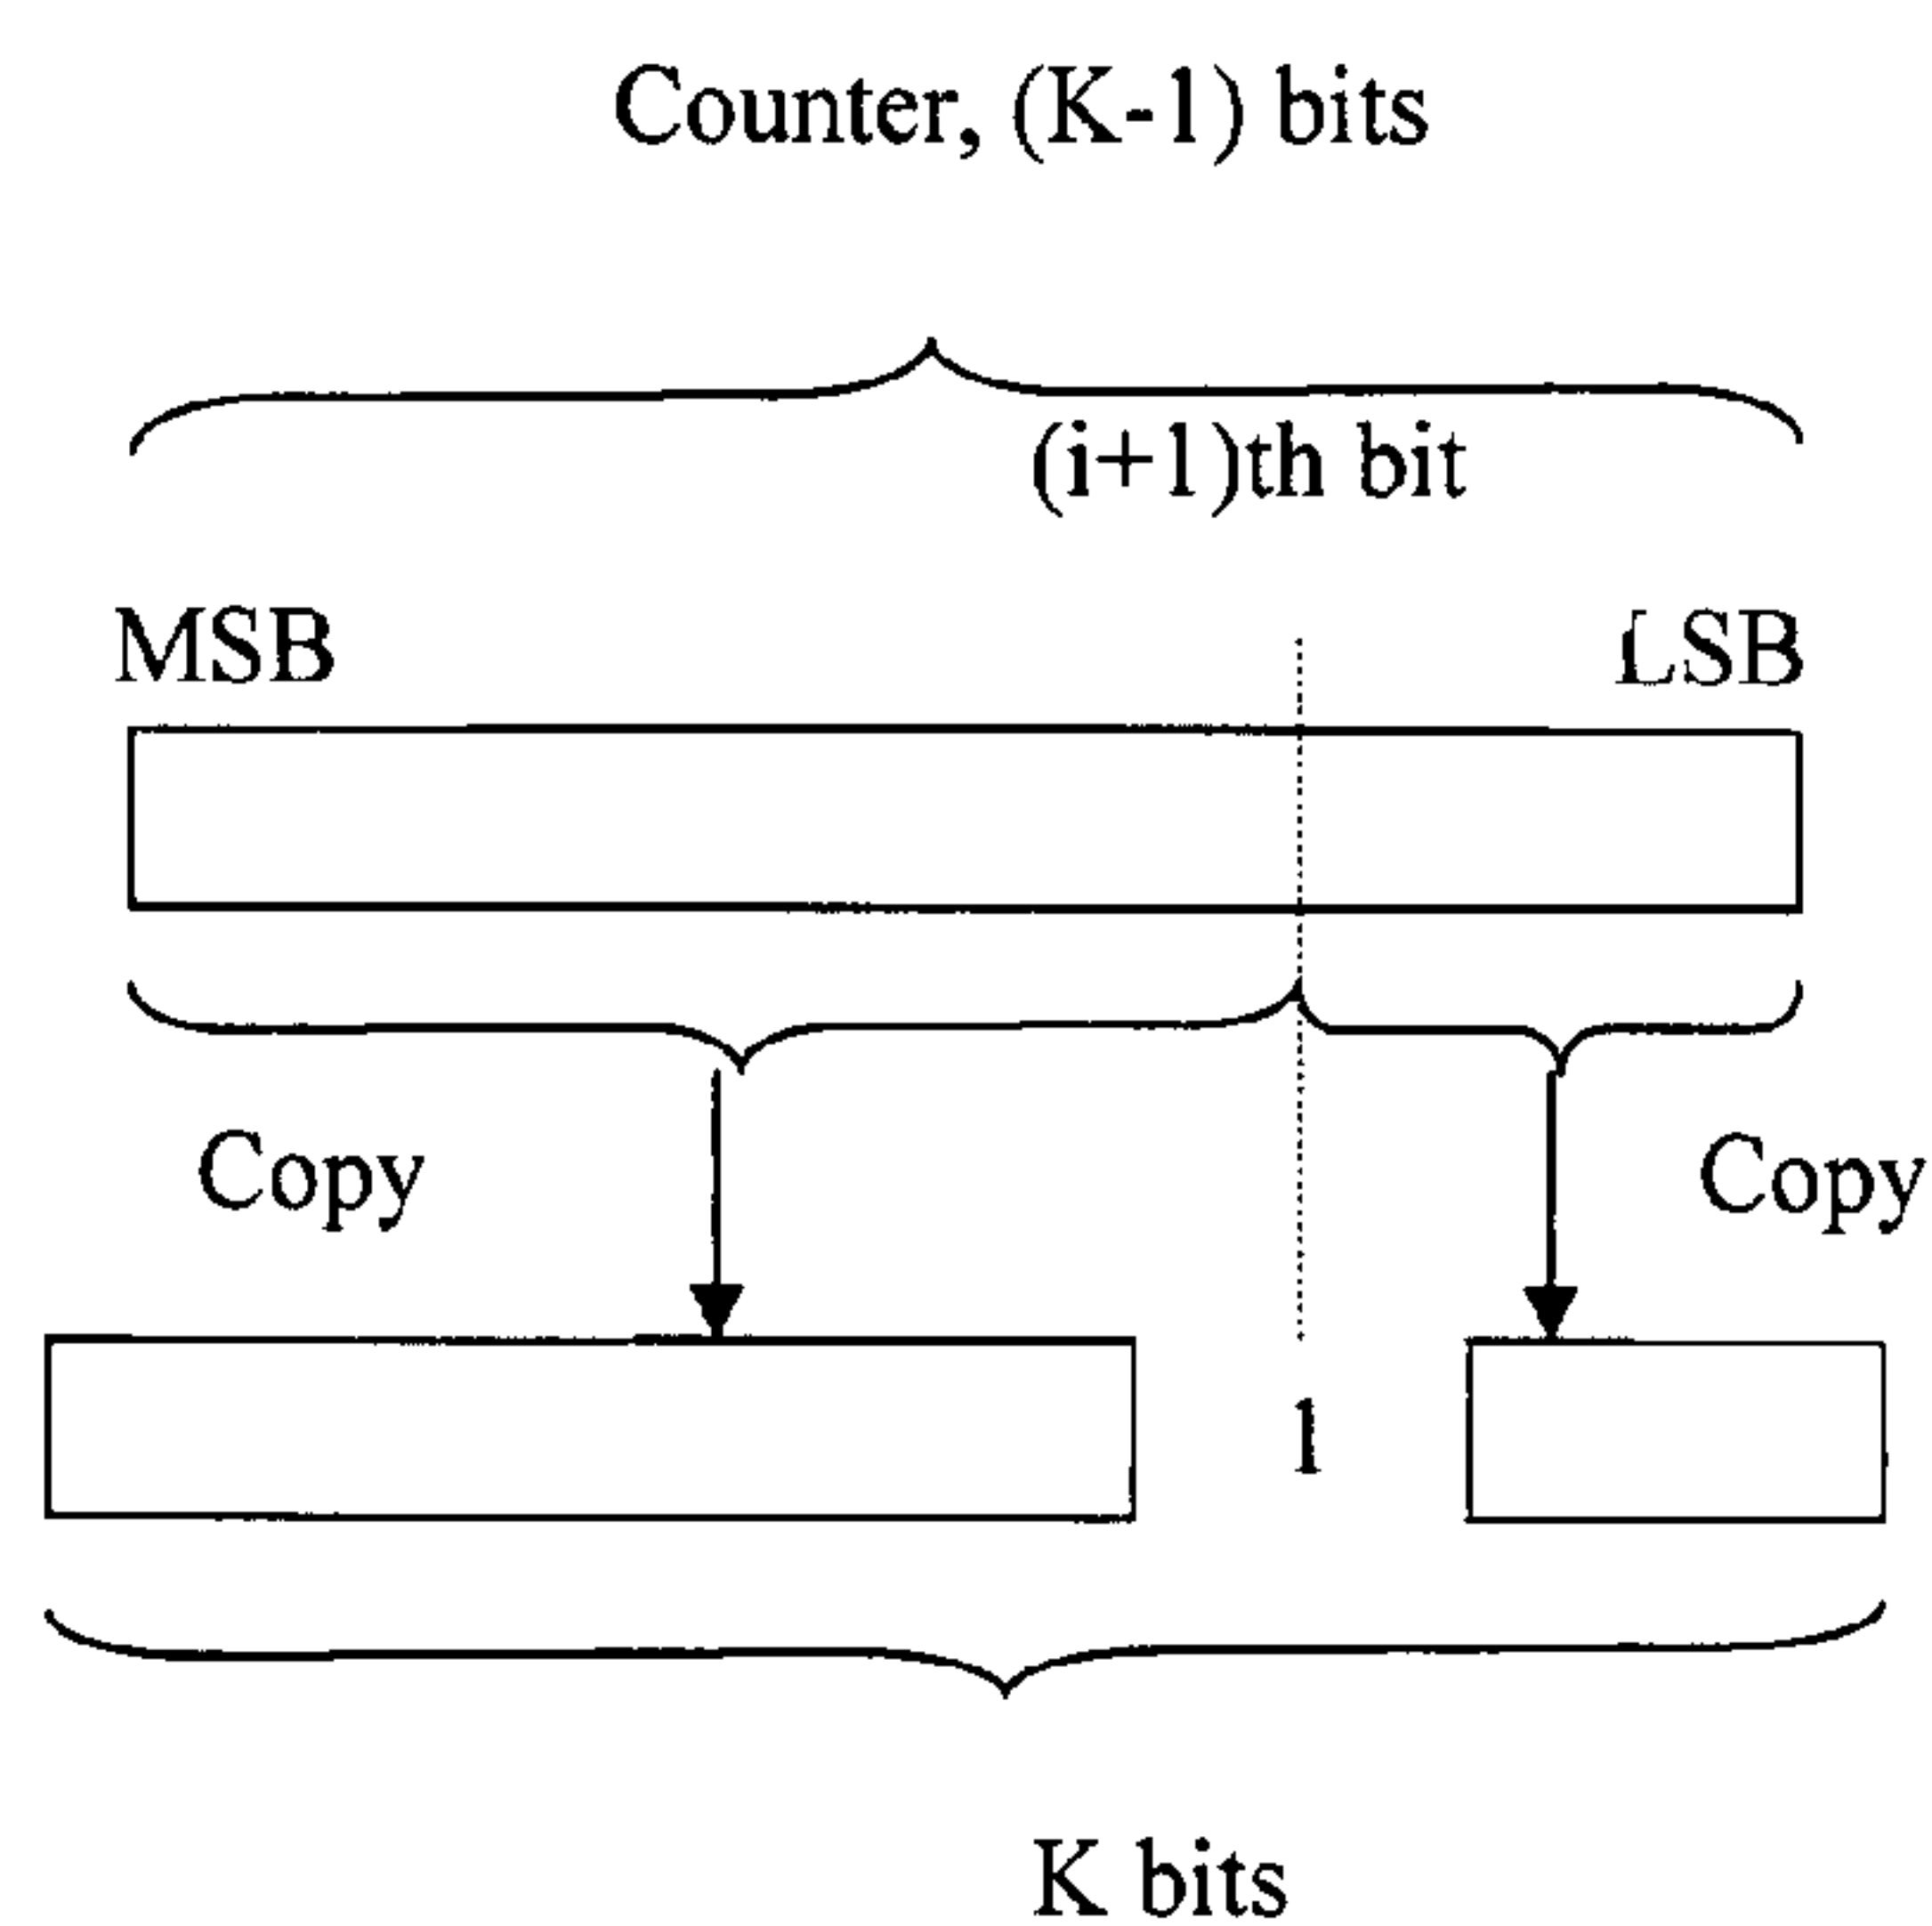 Counter, (K-1) bits
(i+1)th bit
MSB LSB
Copy Copy
1
K bits